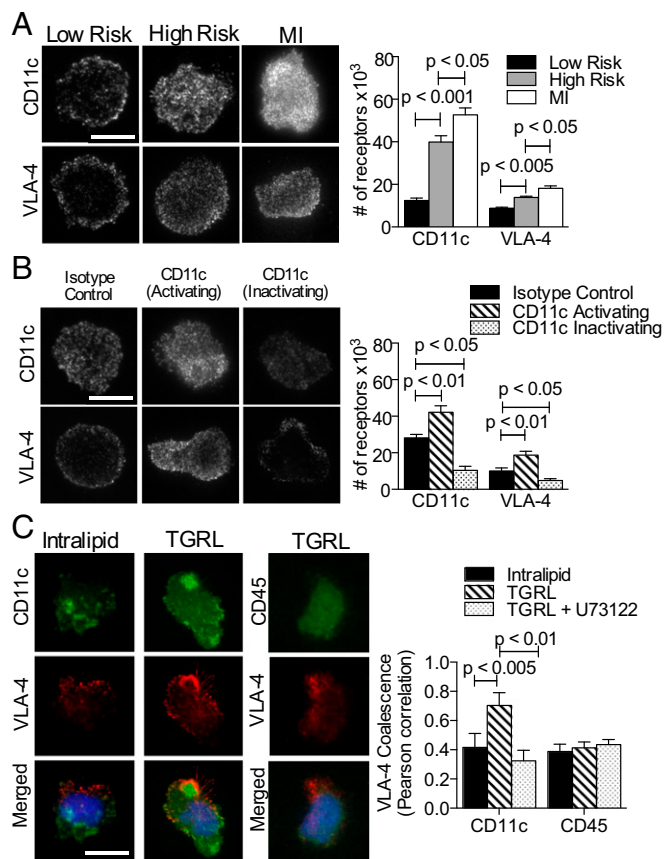 A
Low Risk High Risk MI
CD11c
VLA-4
# of receptors x10³
80
60
40
20
0
Low Risk
High Risk
MI
p < 0.05
p < 0.001
p < 0.05
p < 0.005
CD11c VLA-4
B
Isotype Control
CD11c (Activating)
CD11c (Inactivating)
CD11c
VLA-4
# of receptors x10³
80
60
40
20
0
Isotype Control
CD11c Activating
CD11c Inactivating
p < 0.05
p < 0.01
p < 0.05
p < 0.01
CD11c VLA-4
C
Intralipid TGRL TGRL
CD11c
CD45
VLA-4
VLA-4
Merged
Merged
VLA-4 Coalescence
(Pearson correlation)
1.0
0.8
0.6
0.4
0.2
0.0
Intralipid
TGRL
TGRL + U73122
p < 0.01
p < 0.005
CD11c CD45